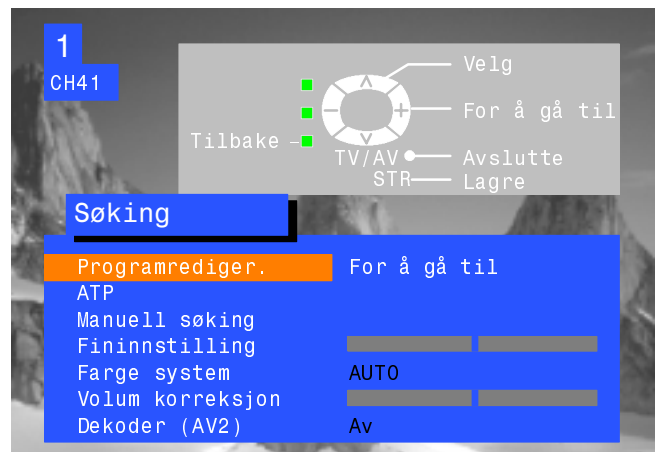 1
CH41
Velg
For å gå til
Tilbake
TV/AV Avslutte
STR Lagre
Søking
Programrediger. For å gå til
ATP
Manuell søking
Fininnstilling
Farge system AUTO
Volum korreksjon
Dekoder (AV2) Av